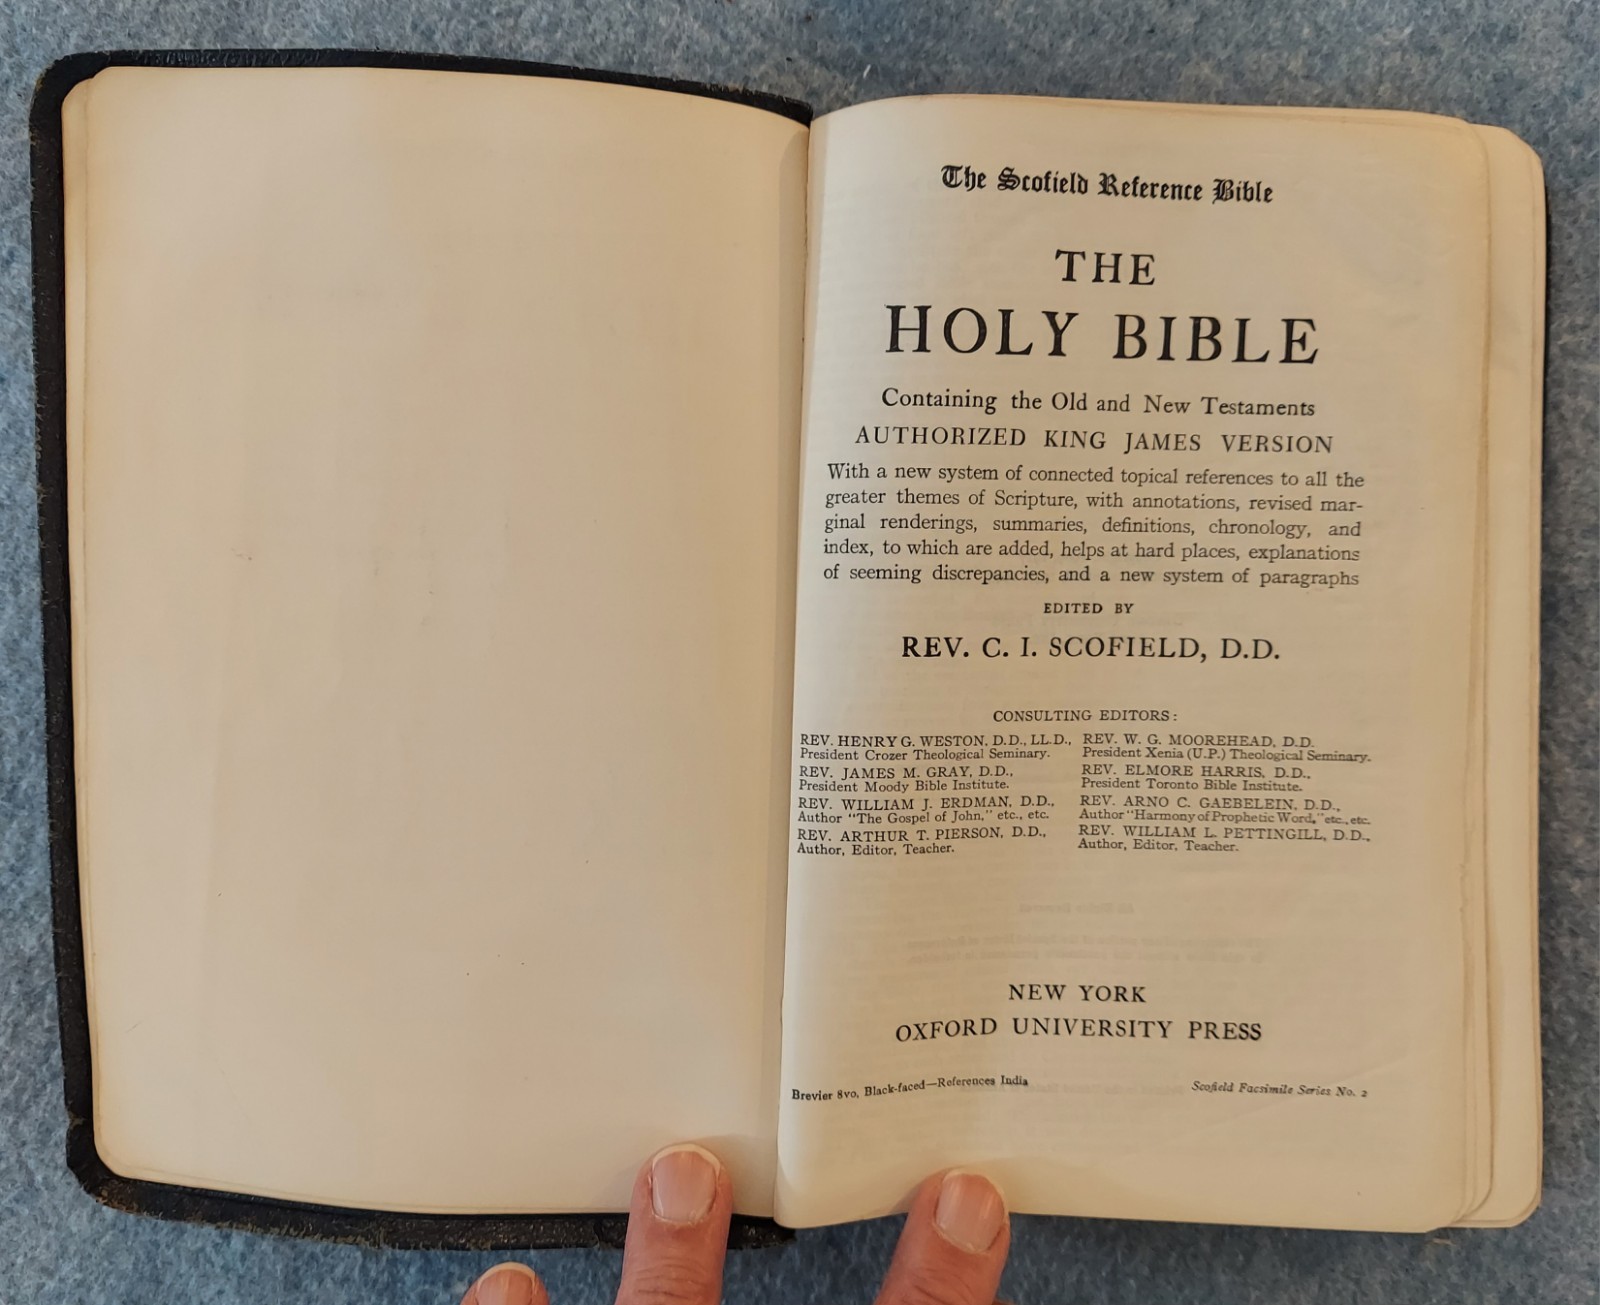 The Scofield Reference Bible
THE
HOLY BIBLE
Containing the Old and New Testaments
AUTHORIZED KING JAMES VERSION
With a new system of connected topical references to all the
greater themes of Scripture, with annotations, revised mar-
ginal renderings, summaries, definitions, chronology, and
index, to which are added, helps at hard places, explanations
of seeming discrepancies, and a new system of paragraphs
EDITED BY
REV. C. I. SCOFIELD, D.D.
CONSULTING EDITORS:
REV. HENRY G. WESTON, D.D., LL.D.,
President Crozer Theological Seminary.
REV. JAMES M. GRAY, D.D.,
President Moody Bible Institute.
REV. WILLIAM J. ERDMAN, D.D.,
Author "The Gospel of John," etc., etc.
REV. ARTHUR T. PIERSON, D.D.,
Author, Editor, Teacher.
REV. W. G. MOOREHEAD, D.D.
President Xenia (U.P.) Theological Seminary.
REV. ELMORE HARRIS, D.D.,
President Toronto Bible Institute.
REV. ARNO C. GAEBELEIN, D.D.,
Author "Harmony of Prophetic Word," etc., etc.
REV. WILLIAM L. PETTINGILL, D.D.,
Author, Editor, Teacher.
NEW YORK
OXFORD UNIVERSITY PRESS
Brevier 8vo, Black-faced—References India
Scofield Facsimile Series No. 2